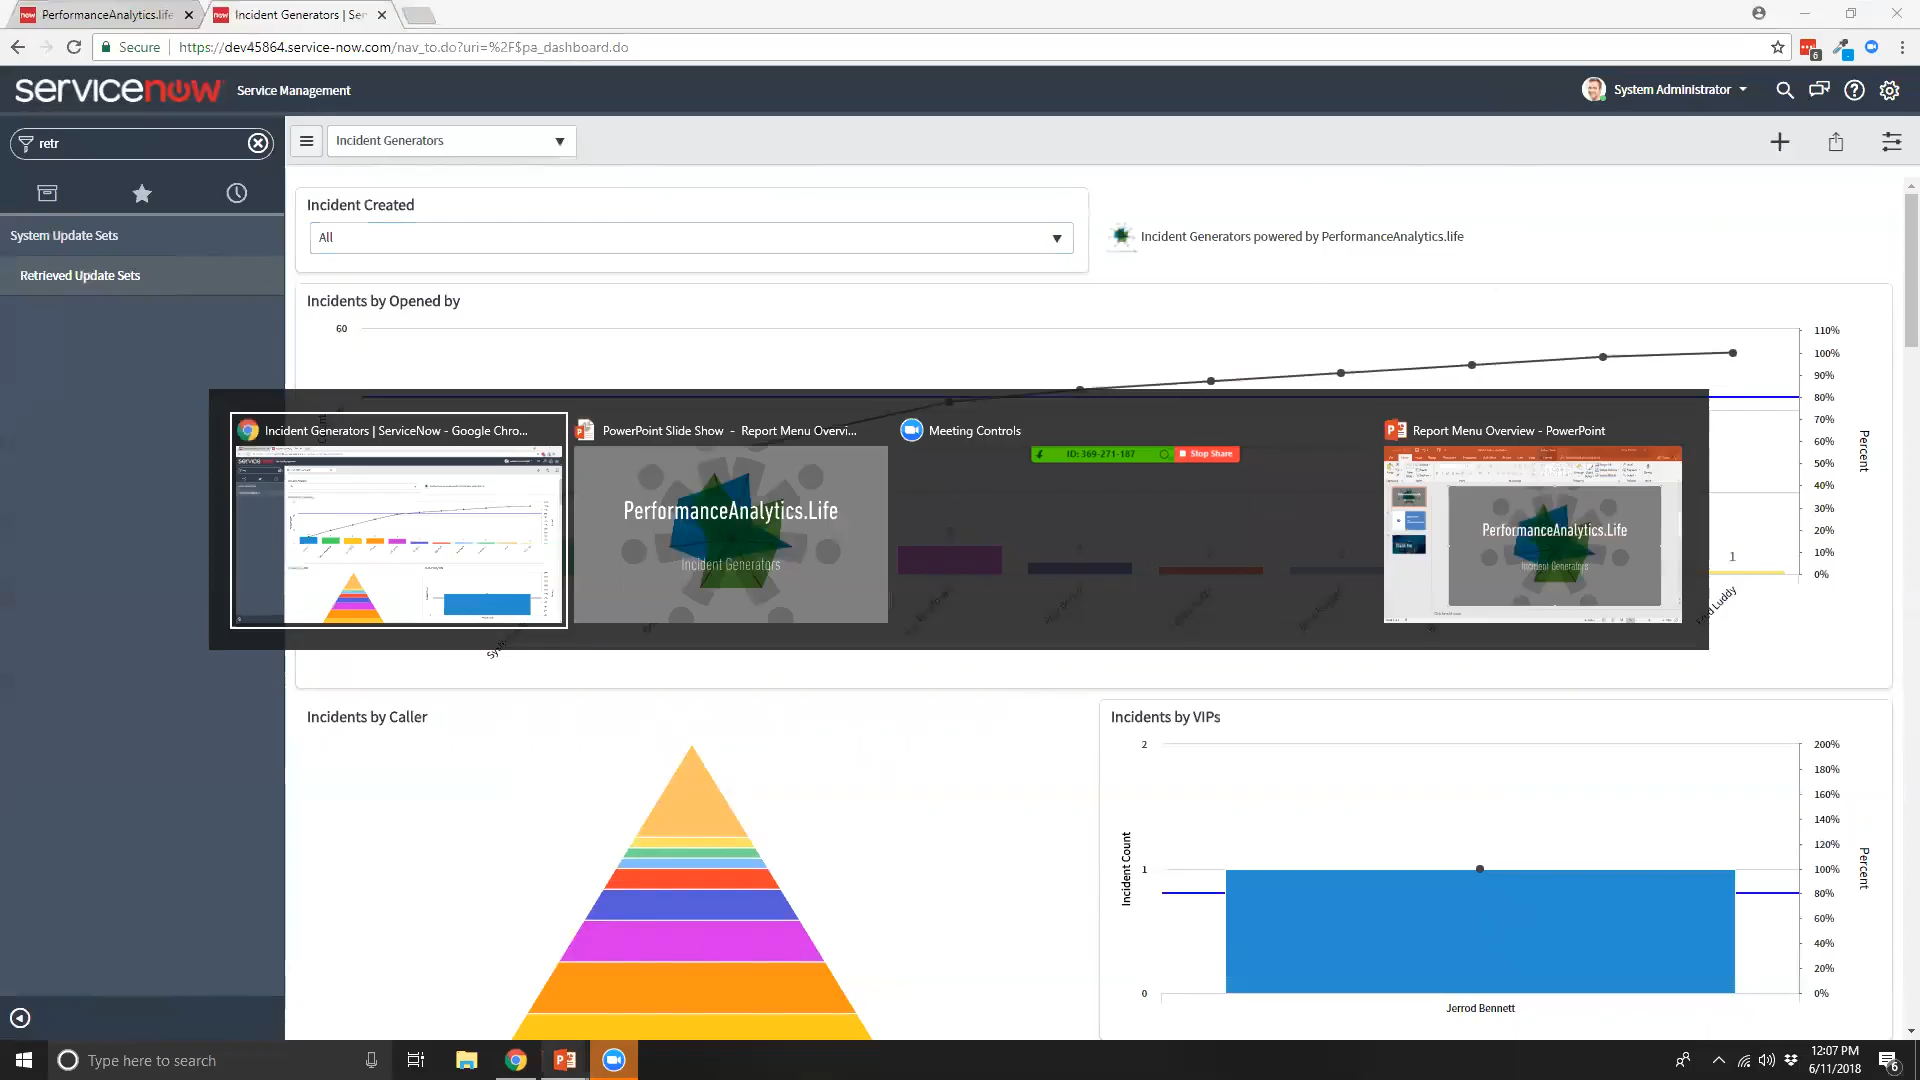 PerformanceAnalytics.life
Incident Generators | Ser
Secure
https://dev45864.service-now.com/nav_to.do?uri=%2F$pa_dashboard.do
6
servicenow
Service Management
System Administrator
retr
Incident Generators
System Update Sets
Retrieved Update Sets
Incident Created
All
Incident Generators powered by PerformanceAnalytics.life
Incidents by Opened by
60
110%
100%
90%
80%
70%
60%
50%
40%
30%
20%
10%
0%
Percent
Incident Generators | ServiceNow - Google Chro...
PowerPoint Slide Show - Report Menu Overvi...
Meeting Controls
Report Menu Overview - PowerPoint
ID: 369-271-187
Stop Share
PerformanceAnalytics.Life
Incident Generators
PerformanceAnalytics.Life
Incident Generators
1
Luddy
Incidents by Caller
Incidents by VIPs
2
1
0
Incident Count
200%
180%
160%
140%
120%
100%
80%
60%
40%
20%
0%
Percent
Jerrod Bennett
Type here to search
12:07 PM
6/11/2018
6